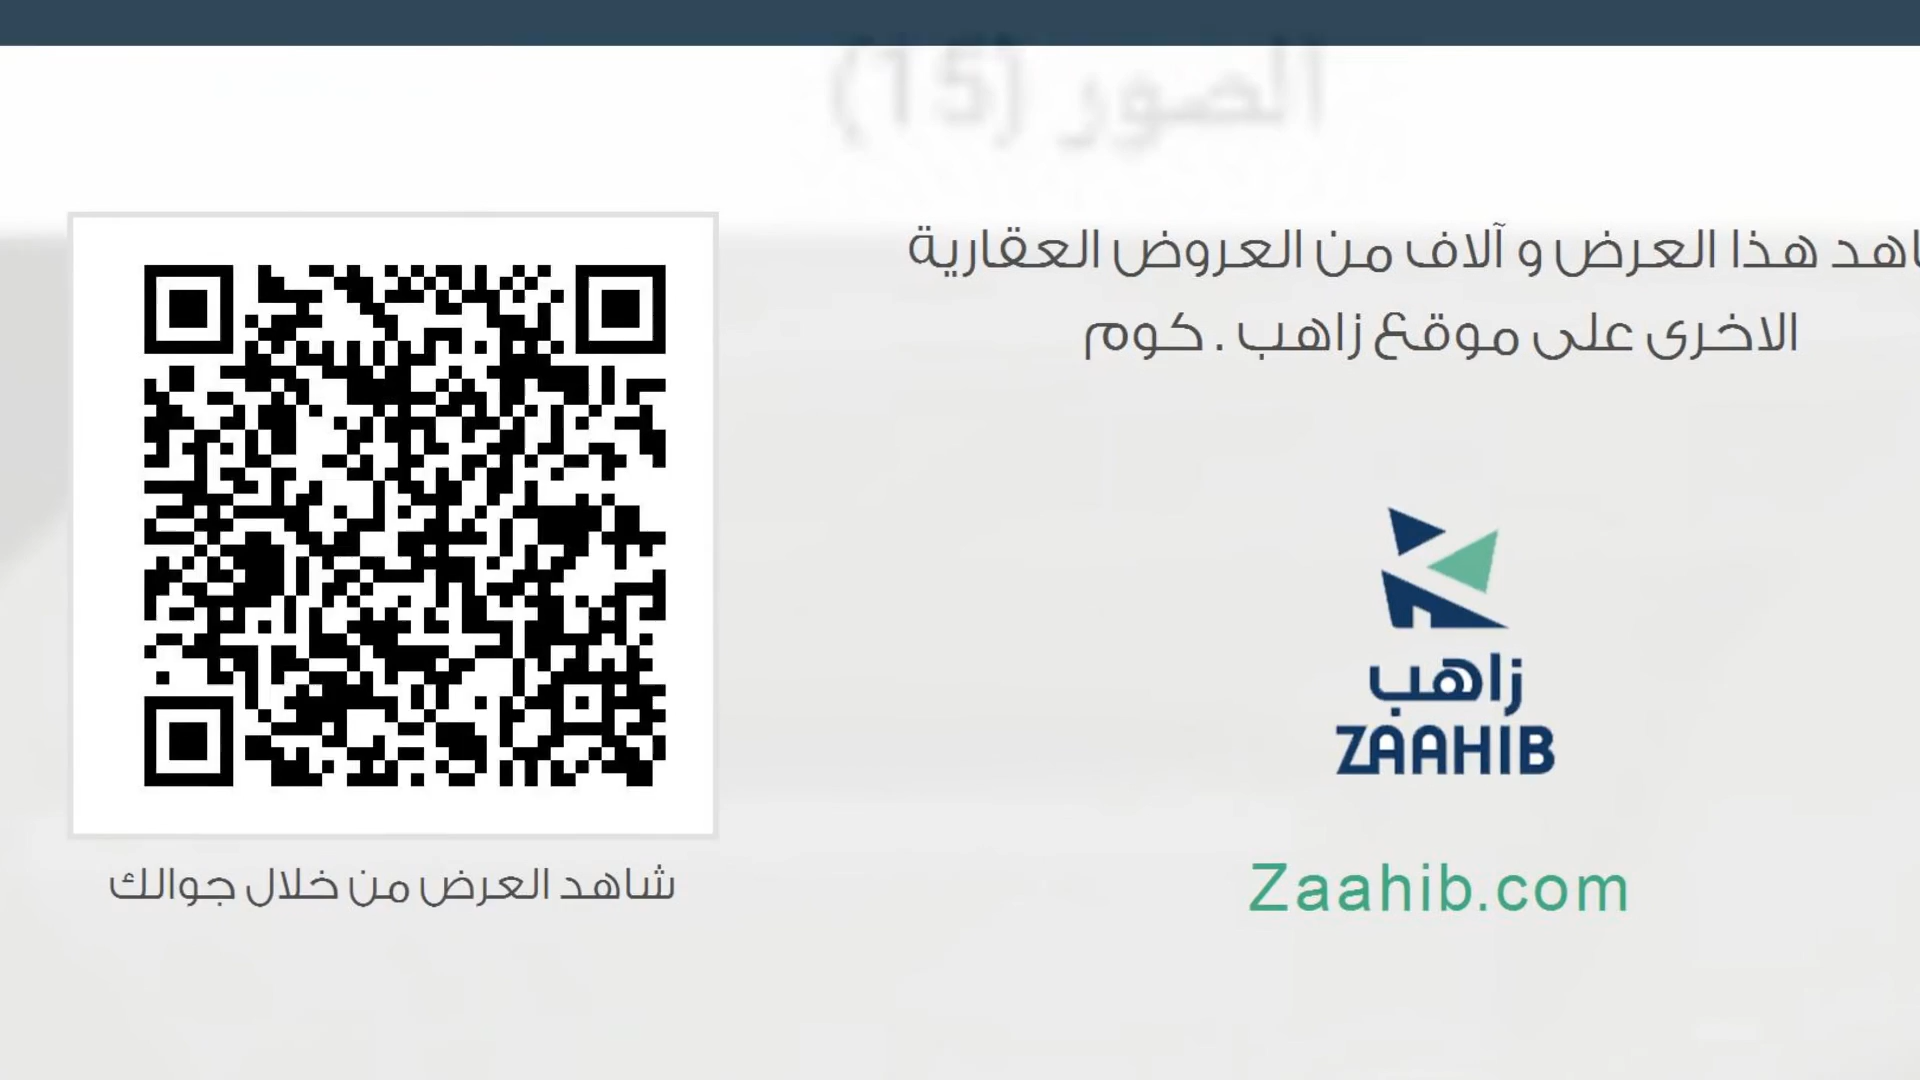 الصور (15)
هذا العرض و آلاف من العروض العقارية
الاخرى على موقع زاهب . كوم
زاهب
ZAAHIB
Zaahib.com
شاهد العرض من خلال جوالك